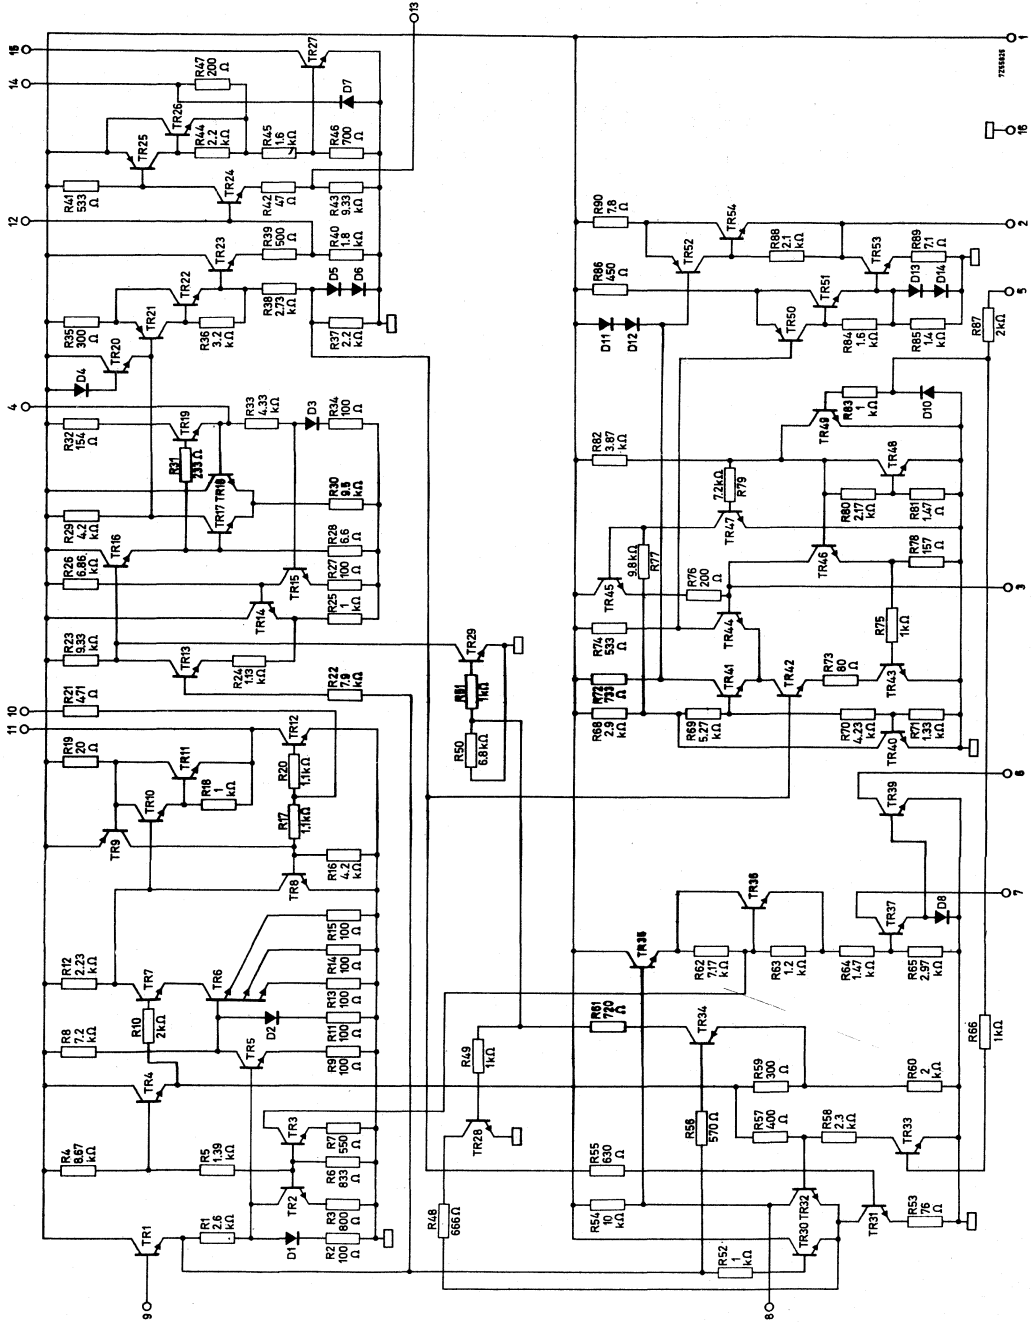 15
14
13
12
4
10
11
9
R47
200
Ω
TR27
TR26
D7
TR25
R44
2.2
kΩ
R45
1.6
kΩ
R46
700
Ω
R41
533
Ω
TR24
R42
47
Ω
R43
9.33
kΩ
TR23
R39
500
Ω
R40
1.8
kΩ
TR22
R38
2.73
kΩ
D5
D6
R35
300
Ω
TR21
R36
3.2
kΩ
R37
2.2
kΩ
TR20
D4
R32
154
Ω
TR19
R33
4.33
kΩ
D3
R34
100
Ω
R31
233 Ω
TR18
R30
9.5
kΩ
R29
4.2
kΩ
TR17
TR16
R28
6.6
Ω
R26
6.86
kΩ
TR15
R27
100
Ω
TR14
R25
1
kΩ
R23
9.33
kΩ
TR13
R24
1.13
kΩ
R22
7.9
kΩ
R21
471
Ω
TR29
R51
1kΩ
R50
6.8kΩ
R19
20
Ω
TR11
TR12
R18
1
kΩ
R20
1.1kΩ
TR10
R17
1.1kΩ
TR9
TR8
R16
4.2
kΩ
R15
100
Ω
R14
100
Ω
R12
2.23
kΩ
TR7
TR6
R13
100
Ω
R10
2kΩ
D2
R11
100
Ω
R8
7.2
kΩ
TR5
R9
100
Ω
TR4
R4
8.67
kΩ
R5
1.39
kΩ
TR3
R7
550
Ω
R6
833
Ω
TR2
R3
800
Ω
TR1
R1
2.6
kΩ
D1
R2
100
Ω
R49
1kΩ
TR28
R48
666Ω
1
7Z55826
16
2
5
3
6
7
8
R90
7.8
Ω
TR54
TR52
R88
2.1
kΩ
TR53
R89
7.1
Ω
R86
450
Ω
TR51
D13
D14
D11
D12
TR50
R84
1.6
kΩ
R85
1.4
kΩ
R87
2kΩ
R83
1
kΩ
D10
TR49
R82
3.87
kΩ
TR48
R79
7.2kΩ
R80
2.17
kΩ
R81
1.47
Ω
TR47
TR46
R78
157
Ω
R77
9.8kΩ
TR45
R76
200
Ω
R75
1kΩ
R74
533
Ω
TR44
R72
733
Ω
TR41
TR42
R73
80
Ω
TR43
R68
2.9
kΩ
R69
5.27
kΩ
R70
4.23
kΩ
R71
1.33
kΩ
TR40
TR39
TR36
TR37
D8
TR35
R62
7.17
kΩ
R63
1.2
kΩ
R64
1.47
kΩ
R65
2.97
kΩ
R61
720
Ω
TR34
R66
1kΩ
R59
300
Ω
R60
2
kΩ
R56
570 Ω
R57
400
Ω
R58
2.3
kΩ
TR33
R55
630
Ω
R54
10
kΩ
TR32
TR30
TR31
R53
76
Ω
R52
1
kΩ